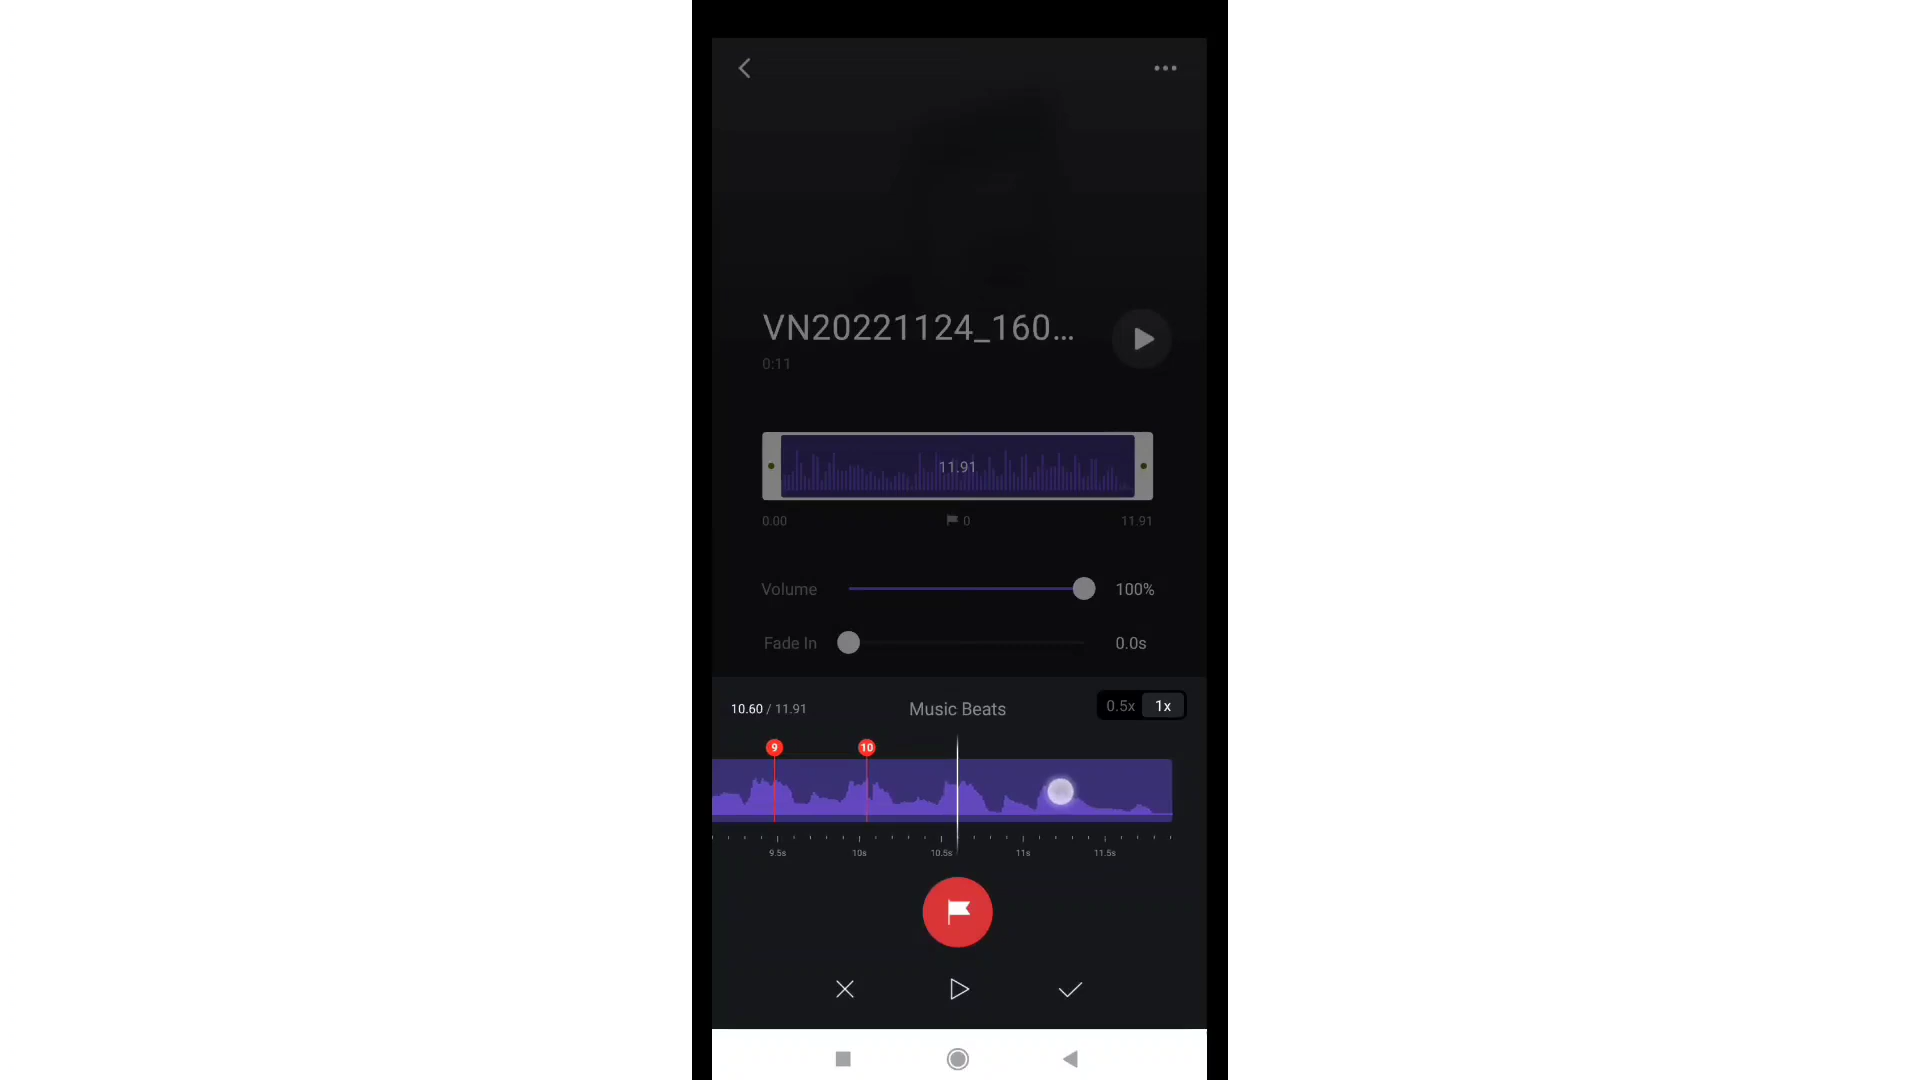 VN20221124_160...
0:11
11.91
0.00 0 11.91
Volume 100%
Fade In 0.0s
10.60 / 11.91 Music Beats 0.5x 1x
9 10
9.5s 10s 10.5s 11s 11.5s